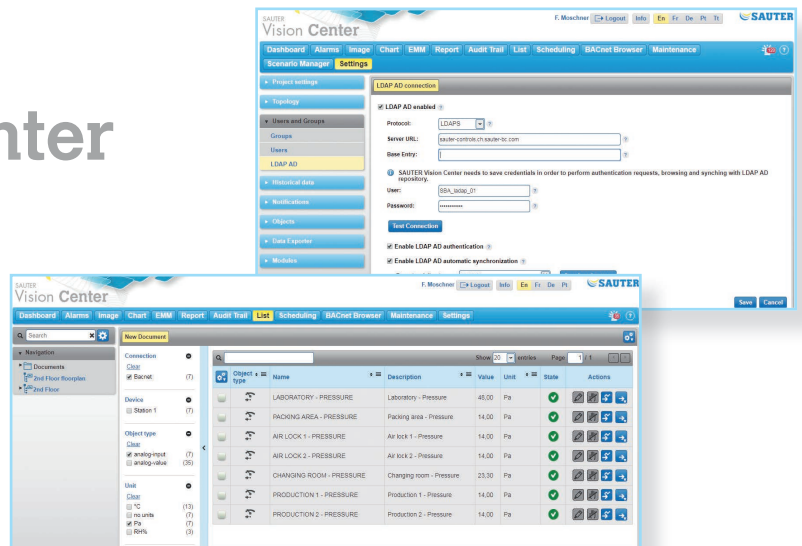 nter
SAUTER
Vision Center
F. Moschner Logout Info En Fr De Pt Tr SAUTER
Dashboard Alarms Image Chart EMM Report Audit Trail List Scheduling BACnet Browser Maintenance
Scenario Manager Settings
Project settings
Topology
Users and Groups
Groups
Users
LDAP AD
Historical data
Notifications
Objects
Data Exporter
Modules
LDAP AD connection
LDAP AD enabled
Protocol: LDAPS
Server URL: sauter-controls.ch.sauter-bc.com
Base Entry:
SAUTER Vision Center needs to save credentials in order to perform authentication requests, browsing and synching with LDAP AD
repository.
User: SBA_ladap_01
Password: ••••••••••••
Test Connection
Enable LDAP AD authentication
Enable LDAP AD automatic synchronization
Save Cancel
SAUTER
Vision Center
F. Moschner Logout Info En Fr De Pt SAUTER
Dashboard Alarms Image Chart EMM Report Audit Trail List Scheduling BACnet Browser Maintenance Settings
Search
Navigation
Documents
2nd Floor floorplan
2nd Floor
New Document
Connection
Clear
Bacnet (7)
Device
Station 1 (7)
Object type
Clear
analog-input (7)
analog-value (35)
Unit
Clear
°C (13)
no.units (7)
Pa (7)
RH% (3)
Show 20 entries Page 1 / 1
Object type Name Description Value Unit State Actions
LABORATORY - PRESSURE Laboratory - Pressure 45,00 Pa
PACKING AREA - PRESSURE Packing area - Pressure 14,00 Pa
AIR LOCK 1 - PRESSURE Air lock 1 - Pressure 14,00 Pa
AIR LOCK 2 - PRESSURE Air lock 2 - Pressure 14,00 Pa
CHANGING ROOM - PRESSURE Changing room - Pressure 23,30 Pa
PRODUCTION 1 - PRESSURE Production 1 - Pressure 14,00 Pa
PRODUCTION 2 - PRESSURE Production 2 - Pressure 14,00 Pa